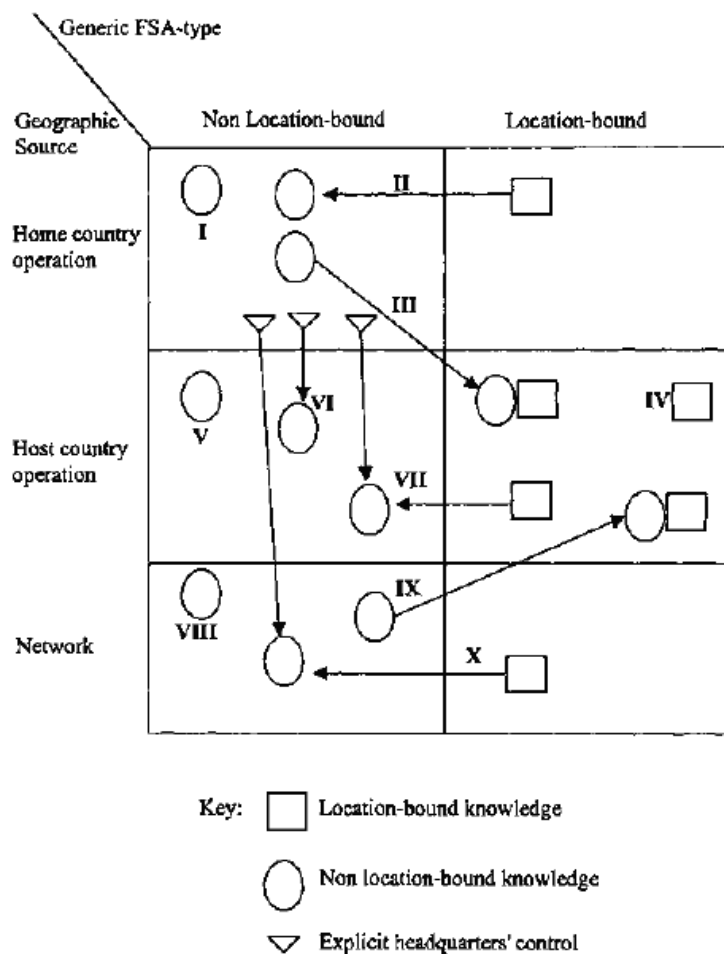 Generic FSA-type
Geographic
Source
Non Location-bound
Location-bound
Home country
operation
I
II
III
Host country
operation
V
VI
VII
IV
Network
VIII
IX
X
Key:
Location-bound knowledge
Non location-bound knowledge
Explicit headquarters' control